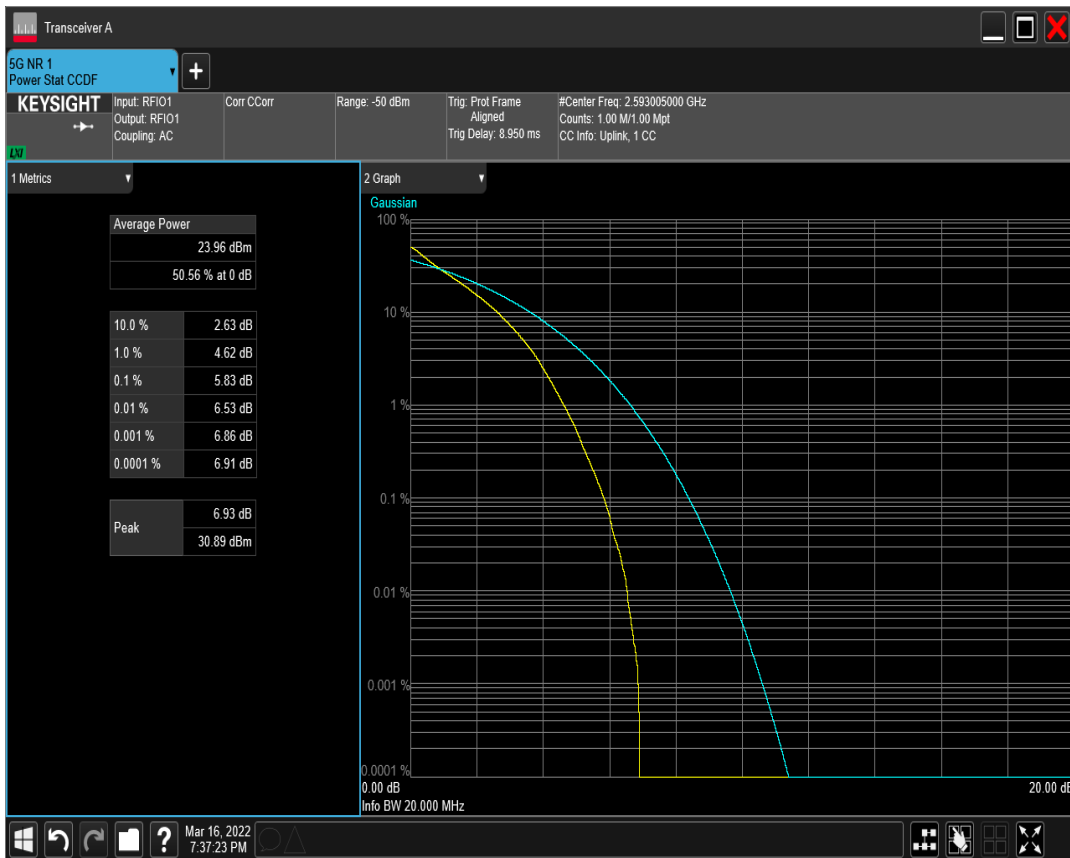 Transceiver A
5G NR 1
Power Stat CCDF
KEYSIGHT
LXI
Input: RFIO1
Output: RFIO1
Coupling: AC
Corr CCorr
Range: -50 dBm
Trig: Prot Frame
Aligned
Trig Delay: 8.950 ms
#Center Freq: 2.593005000 GHz
Counts: 1.00 M/1.00 Mpt
CC Info: Uplink, 1 CC
1 Metrics
Average Power
23.96 dBm
50.56 % at 0 dB
10.0 % 2.63 dB
1.0 % 4.62 dB
0.1 % 5.83 dB
0.01 % 6.53 dB
0.001 % 6.86 dB
0.0001 % 6.91 dB
Peak 6.93 dB
30.89 dBm
2 Graph
Gaussian
100 %
10 %
1 %
0.1 %
0.01 %
0.001 %
0.0001 %
0.00 dB 20.00 dB
Info BW 20.000 MHz
Mar 16, 2022
7:37:23 PM